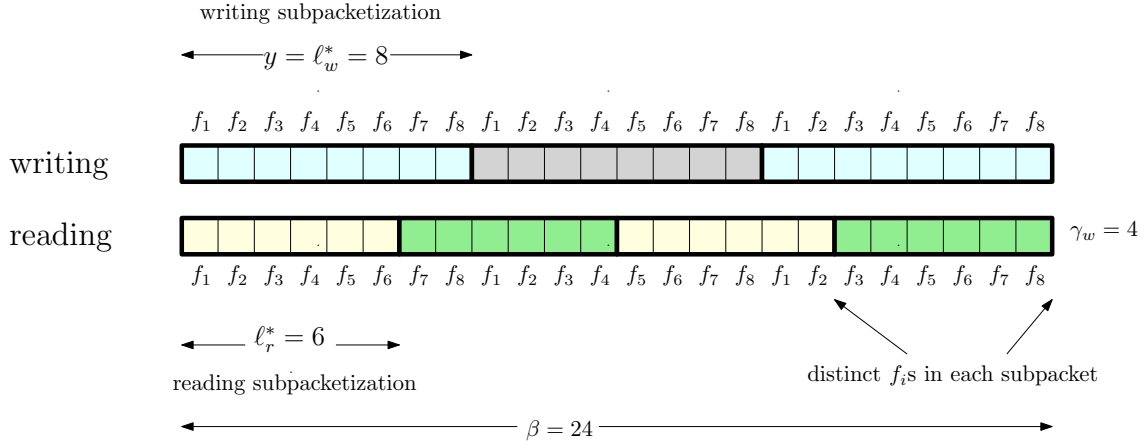 writing subpacketization
y = ℓ*_w = 8
f₁ f₂ f₃ f₄ f₅ f₆ f₇ f₈ f₁ f₂ f₃ f₄ f₅ f₆ f₇ f₈ f₁ f₂ f₃ f₄ f₅ f₆ f₇ f₈
writing
reading
γ_w = 4
f₁ f₂ f₃ f₄ f₅ f₆ f₇ f₈ f₁ f₂ f₃ f₄ f₅ f₆ f₇ f₈ f₁ f₂ f₃ f₄ f₅ f₆ f₇ f₈
ℓ*_r = 6
reading subpacketization
distinct f_is in each subpacket
β = 24